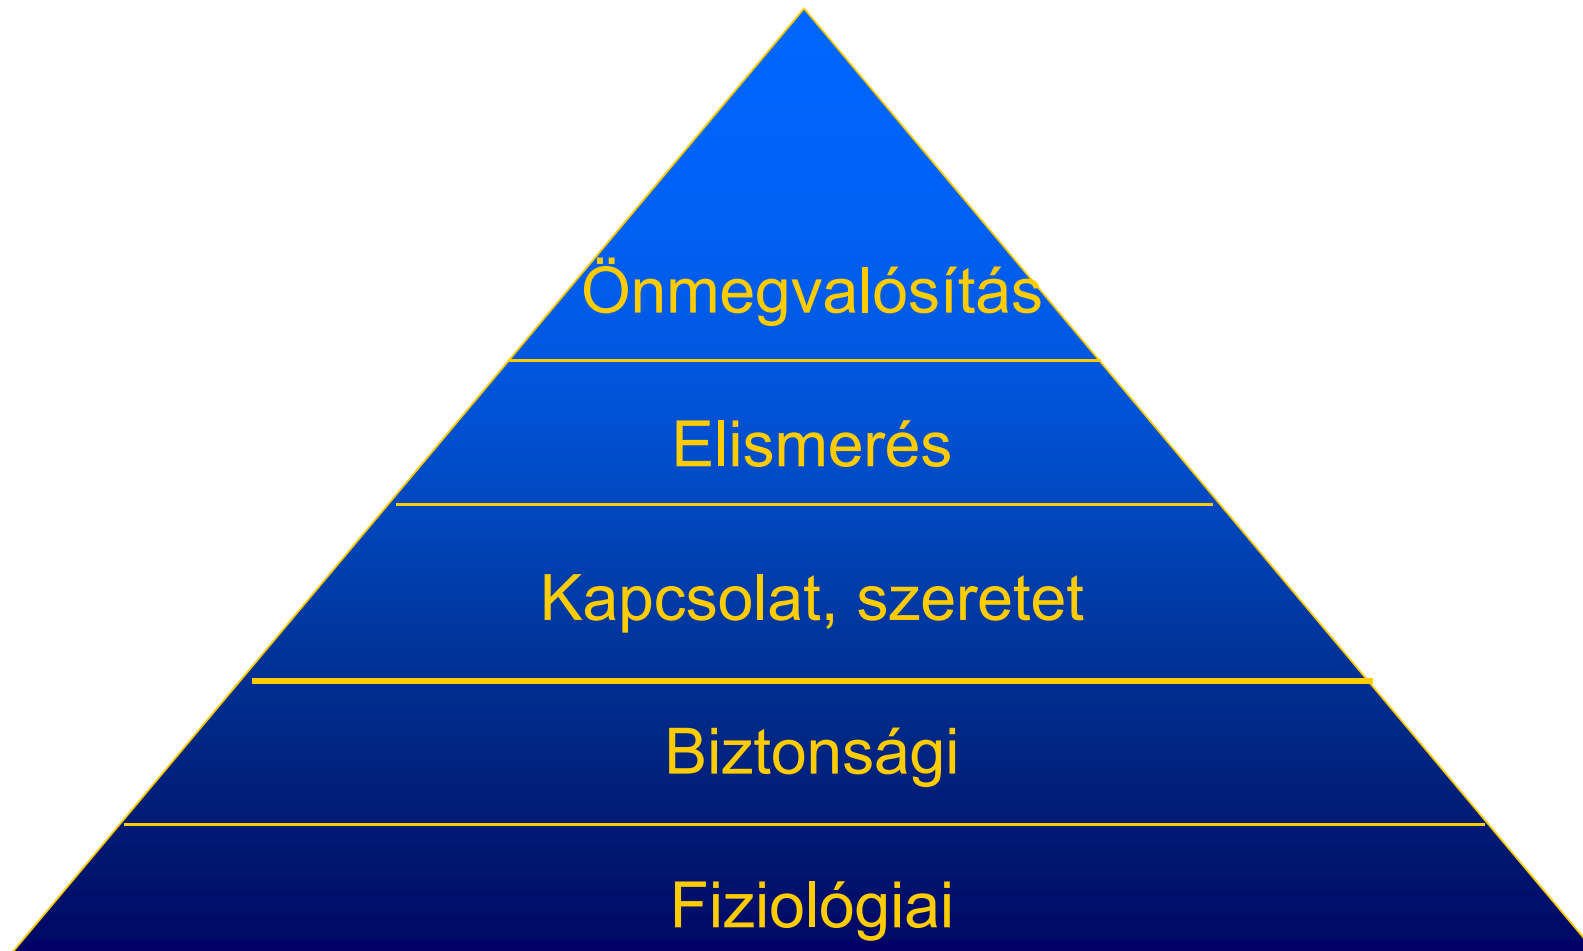 Önmegvalósítás
Elismerés
Kapcsolat, szeretet
Biztonsági
Fiziológiai